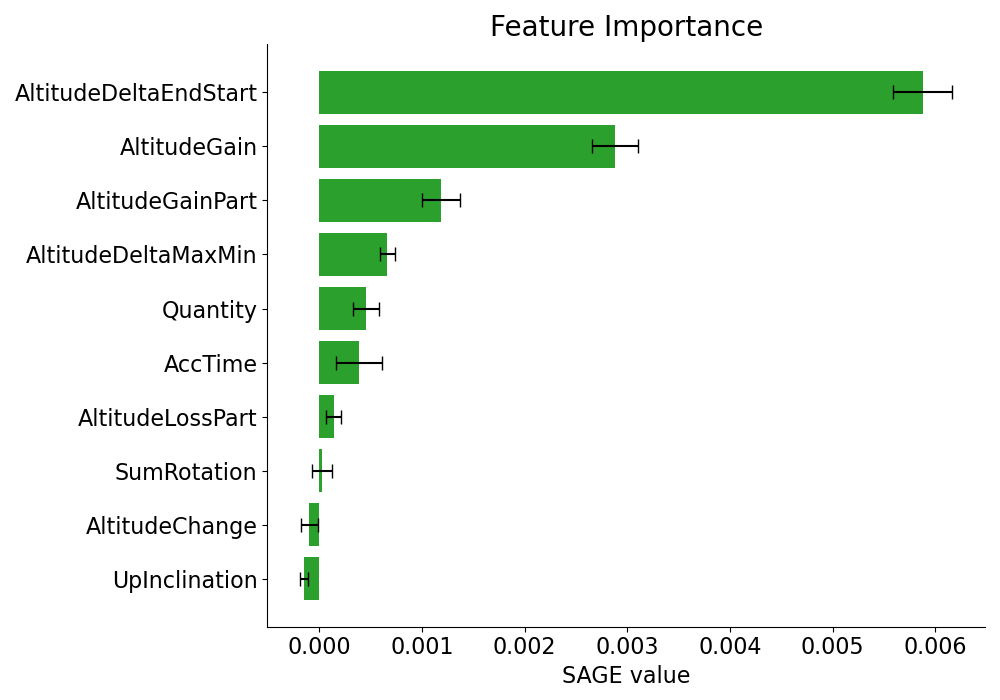 Feature Importance
AltitudeDeltaEndStart
AltitudeGain
AltitudeGainPart
AltitudeDeltaMaxMin
Quantity
AccTime
AltitudeLossPart
SumRotation
AltitudeChange
UpInclination
0.000 0.001 0.002 0.003 0.004 0.005 0.006
SAGE value